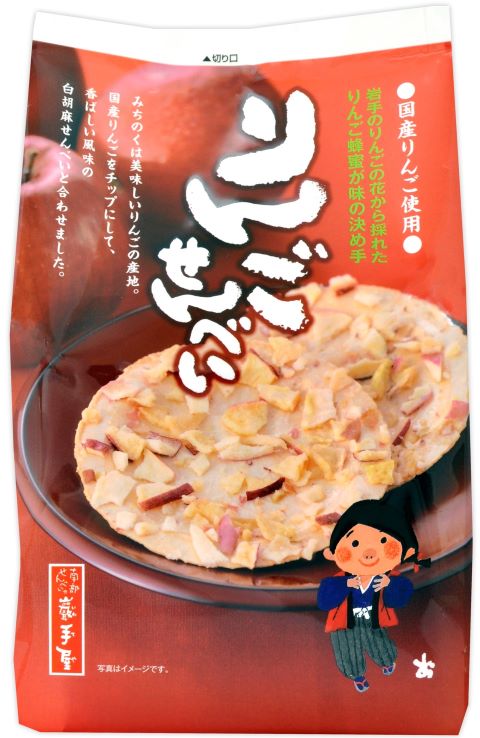 ▲切り口
●国産りんご使用●
岩手のりんごの花から採れた
りんご蜂蜜が味の決め手
りんご
せんべい
みちのくは美味しいりんごの産地。
国産りんごをチップにして、
香ばしい風味の
白胡麻せんべいと合わせました。
南部
せんべい
巖手屋
写真はイメージです。